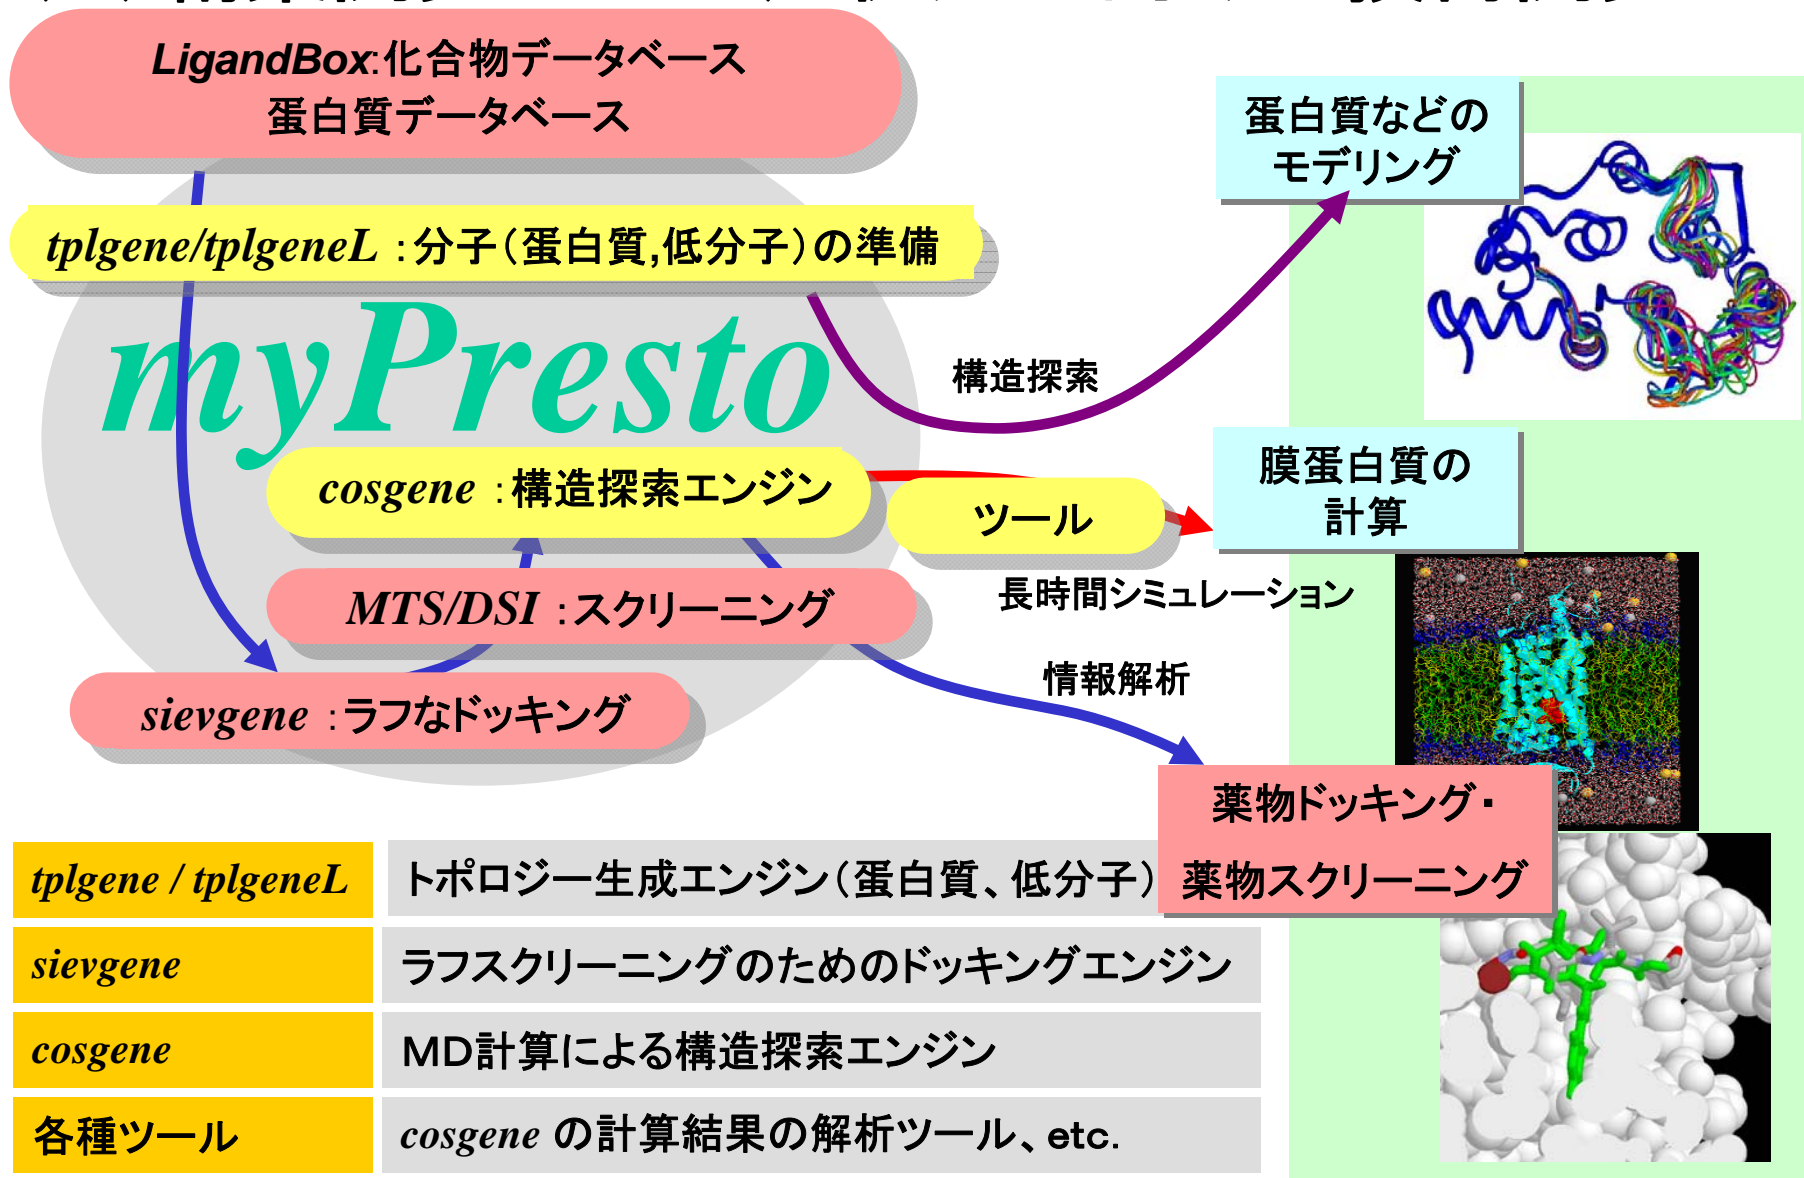 LigandBox:化合物データベース
蛋白質データベース
蛋白質などの
モデリング
tplgene/tplgeneL :分子(蛋白質,低分子)の準備
myPresto
構造探索
cosgene :構造探索エンジン
ツール
膜蛋白質の
計算
長時間シミュレーション
MTS/DSI :スクリーニング
情報解析
sievgene :ラフなドッキング
薬物ドッキング・
薬物スクリーニング
tplgene / tplgeneL
トポロジー生成エンジン(蛋白質、低分子)
sievgene
ラフスクリーニングのためのドッキングエンジン
cosgene
MD計算による構造探索エンジン
各種ツール
cosgene の計算結果の解析ツール、etc.